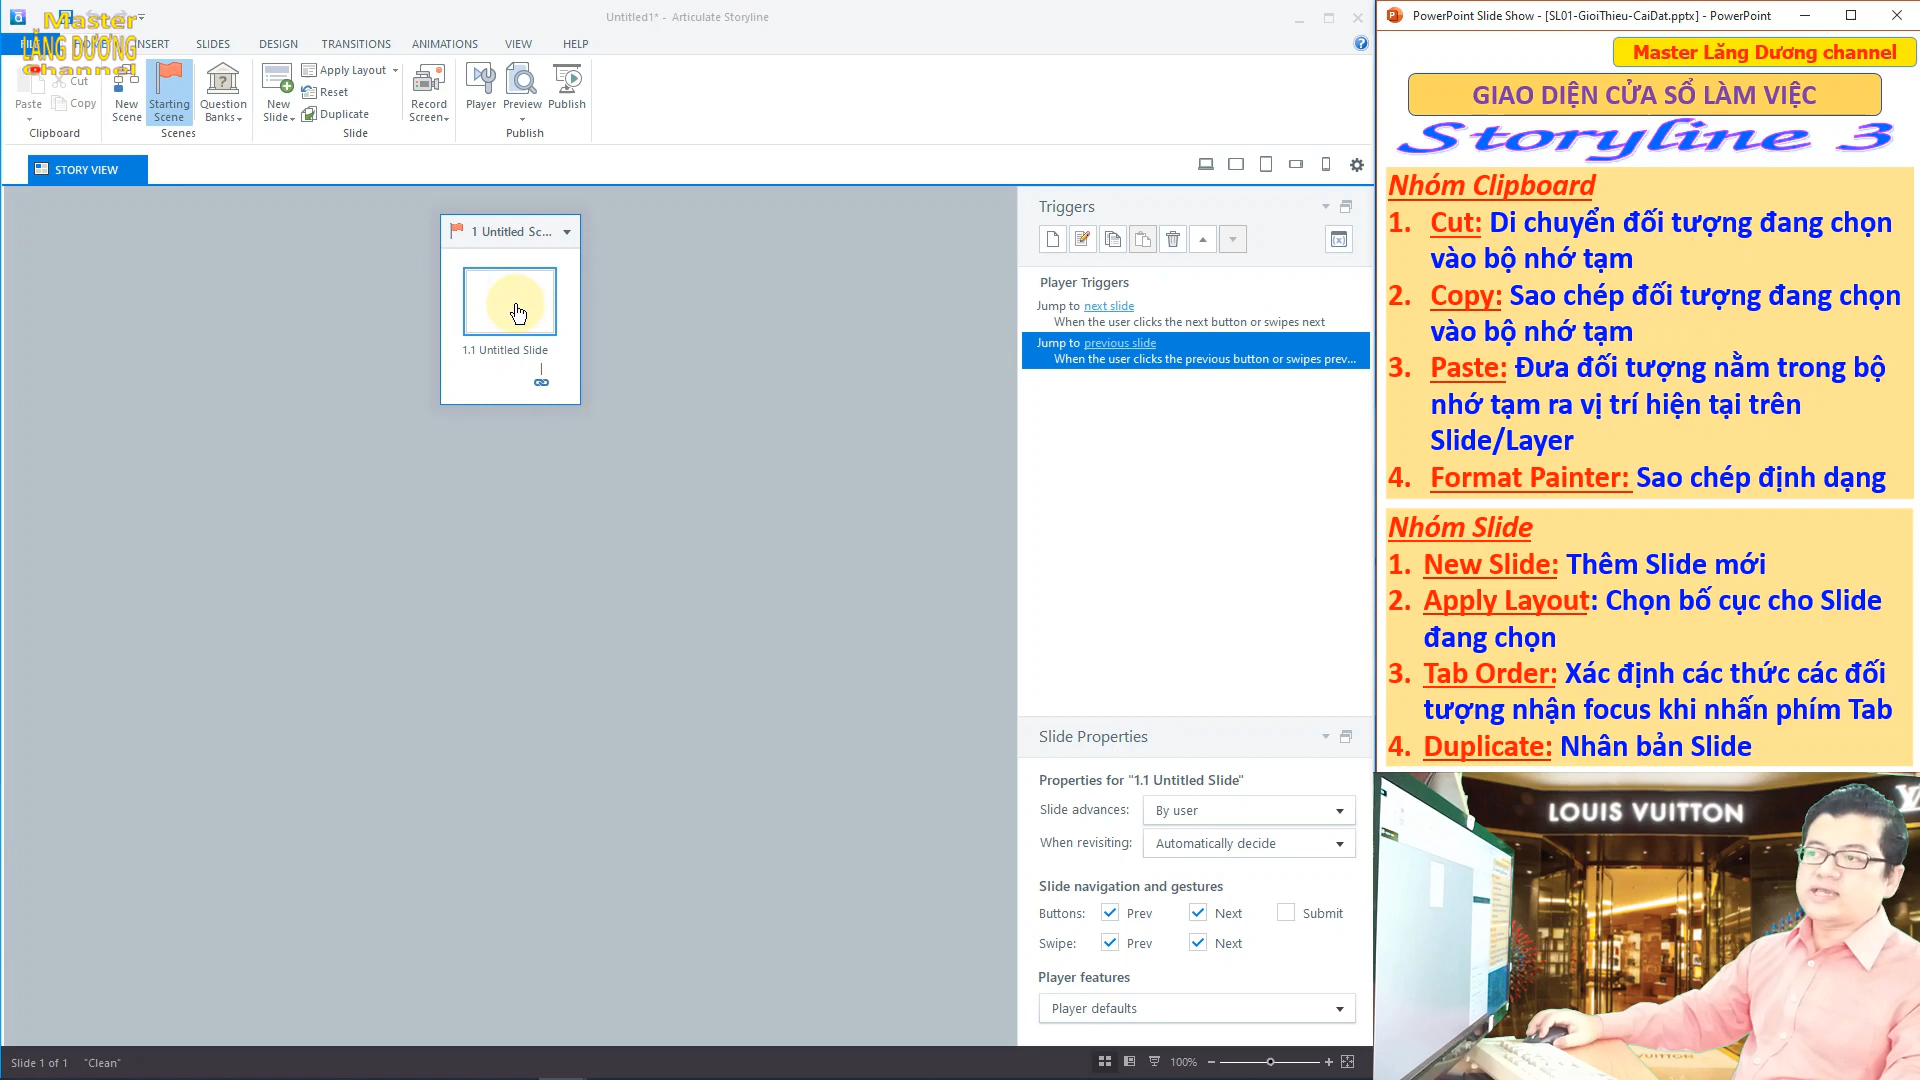 Untitled1* - Articulate Storyline
Master
LĂNG DƯƠNG
Channel
INSERT SLIDES DESIGN TRANSITIONS ANIMATIONS VIEW HELP
Paste
Cut
Copy
Clipboard
New Scene
Starting Scene
Question Banks
Scenes
New Slide
Apply Layout
Reset
Duplicate
Slide
Record Screen
Player
Preview
Publish
Publish
STORY VIEW
1 Untitled Sc...
1.1 Untitled Slide
Triggers
Player Triggers
Jump to next slide
When the user clicks the next button or swipes next
Jump to previous slide
When the user clicks the previous button or swipes prev...
Slide Properties
Properties for "1.1 Untitled Slide"
Slide advances: By user
When revisiting: Automatically decide
Slide navigation and gestures
Buttons: Prev Next Submit
Swipe: Prev Next
Player features
Player defaults
Slide 1 of 1 "Clean"
100%
PowerPoint Slide Show - [SL01-GioiThieu-CaiDat.pptx] - PowerPoint
Master Lăng Dương channel
GIAO DIỆN CỬA SỔ LÀM VIỆC
Storyline 3
Nhóm Clipboard
1. Cut: Di chuyển đối tượng đang chọn
vào bộ nhớ tạm
2. Copy: Sao chép đối tượng đang chọn
vào bộ nhớ tạm
3. Paste: Đưa đối tượng nằm trong bộ
nhớ tạm ra vị trí hiện tại trên
Slide/Layer
4. Format Painter: Sao chép định dạng
Nhóm Slide
1. New Slide: Thêm Slide mới
2. Apply Layout: Chọn bố cục cho Slide
đang chọn
3. Tab Order: Xác định các thức các đối
tượng nhận focus khi nhấn phím Tab
4. Duplicate: Nhân bản Slide
LOUIS VUITTON
VUITTON